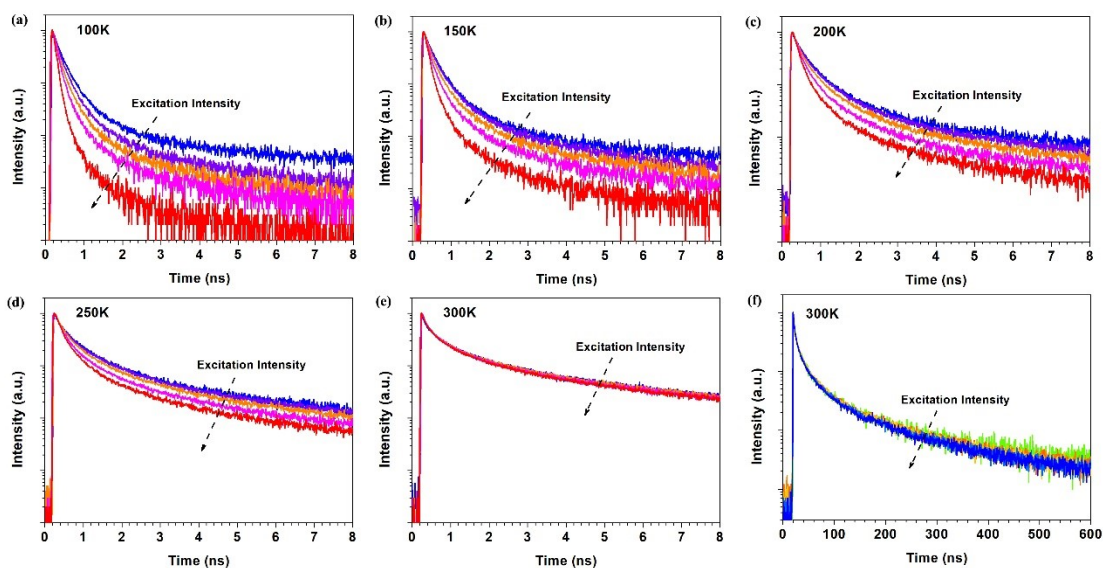 (a)
100K
Excitation Intensity
Intensity (a.u.)
0 1 2 3 4 5 6 7 8
Time (ns)
(b)
150K
Excitation Intensity
Intensity (a.u.)
0 1 2 3 4 5 6 7 8
Time (ns)
(c)
200K
Excitation Intensity
Intensity (a.u.)
0 1 2 3 4 5 6 7 8
Time (ns)
(d)
250K
Excitation Intensity
Intensity (a.u.)
0 1 2 3 4 5 6 7 8
Time (ns)
(e)
300K
Excitation Intensity
Intensity (a.u.)
0 1 2 3 4 5 6 7 8
Time (ns)
(f)
300K
Excitation Intensity
Intensity (a.u.)
0 100 200 300 400 500 600
Time (ns)